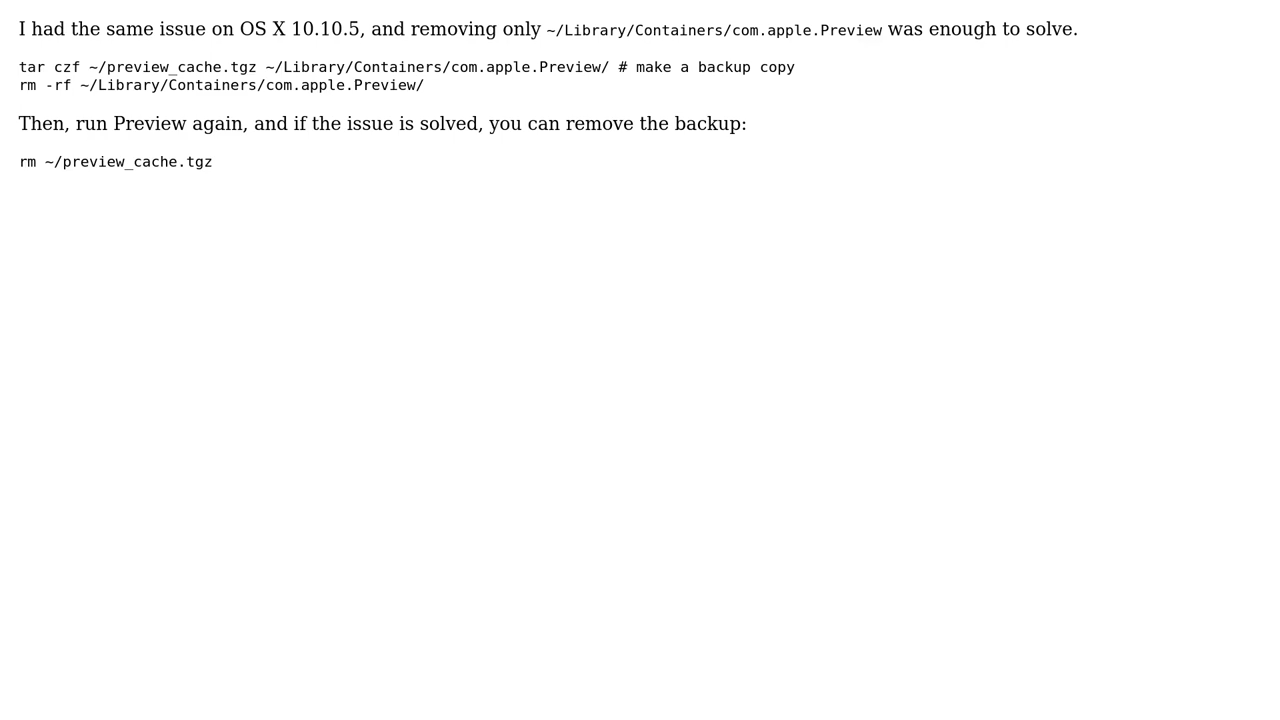 I had the same issue on OS X 10.10.5, and removing only ~/Library/Containers/com.apple.Preview was enough to solve.
tar czf ~/preview_cache.tgz ~/Library/Containers/com.apple.Preview/ # make a backup copy
rm -rf ~/Library/Containers/com.apple.Preview/
Then, run Preview again, and if the issue is solved, you can remove the backup:
rm ~/preview_cache.tgz